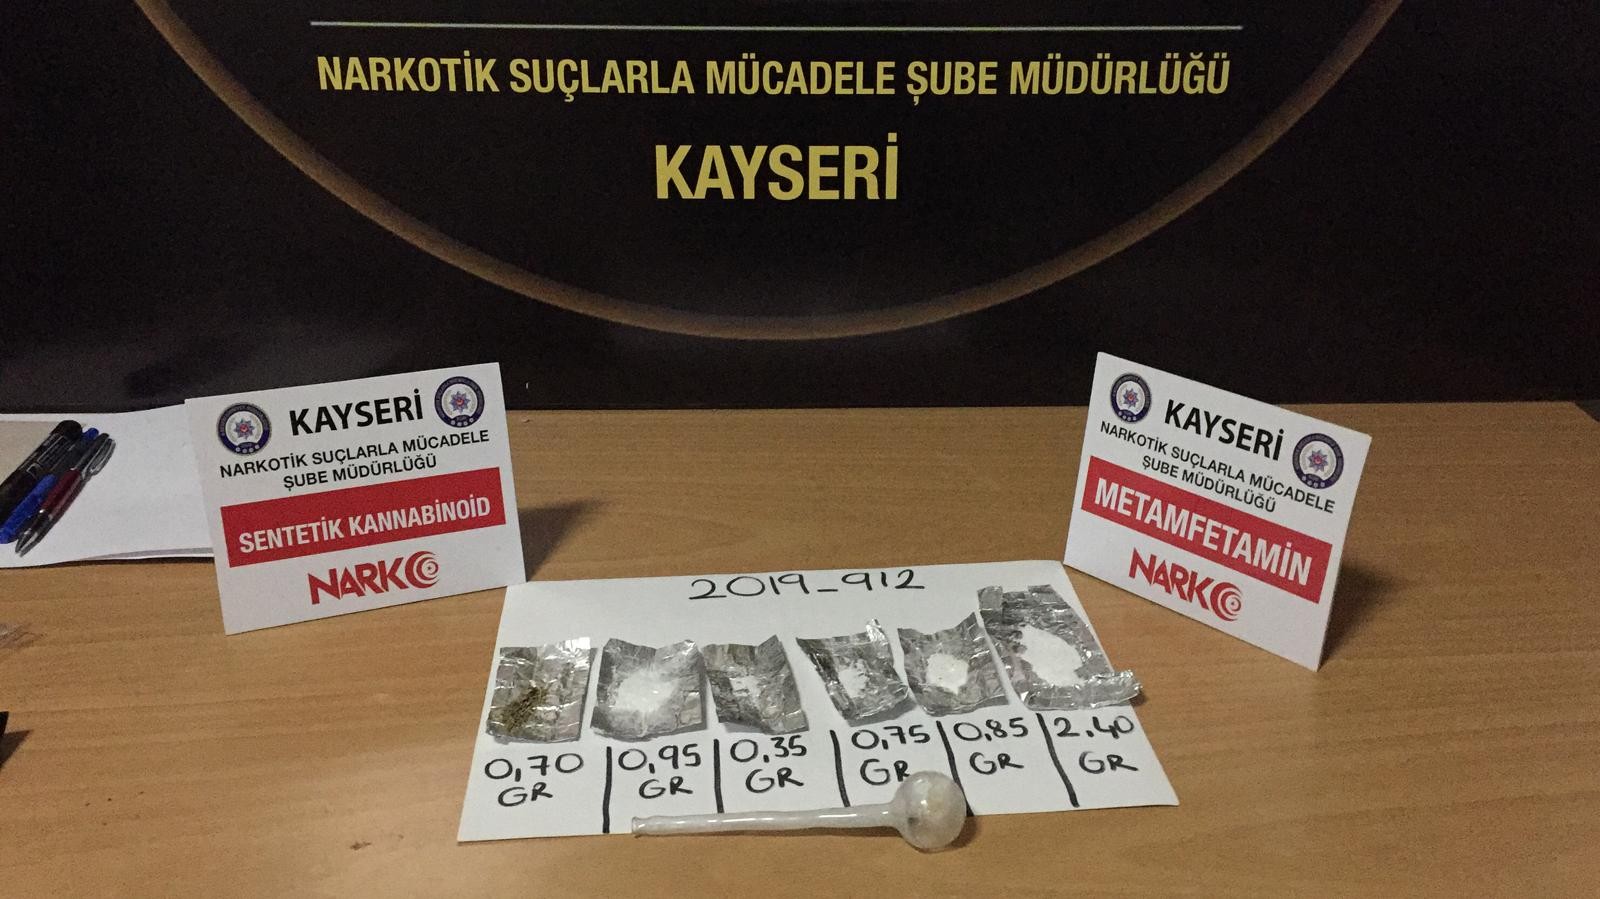 NARKOTİK SUÇLARLA MÜCADELE ŞUBE MÜDÜRLÜĞÜ
KAYSERİ
KAYSERİ
NARKOTİK SUÇLARLA MÜCADELE
ŞUBE MÜDÜRLÜĞÜ
SENTETİK KANNABİNOİD
NARKO
KAYSERİ
NARKOTİK SUÇLARLA MÜCADELE
ŞUBE MÜDÜRLÜĞÜ
METAMFETAMİN
NARKO
2019_912
0,70 GR
0,95 GR
0,35 GR
0,75 GR
0,85 GR
2.40 GR